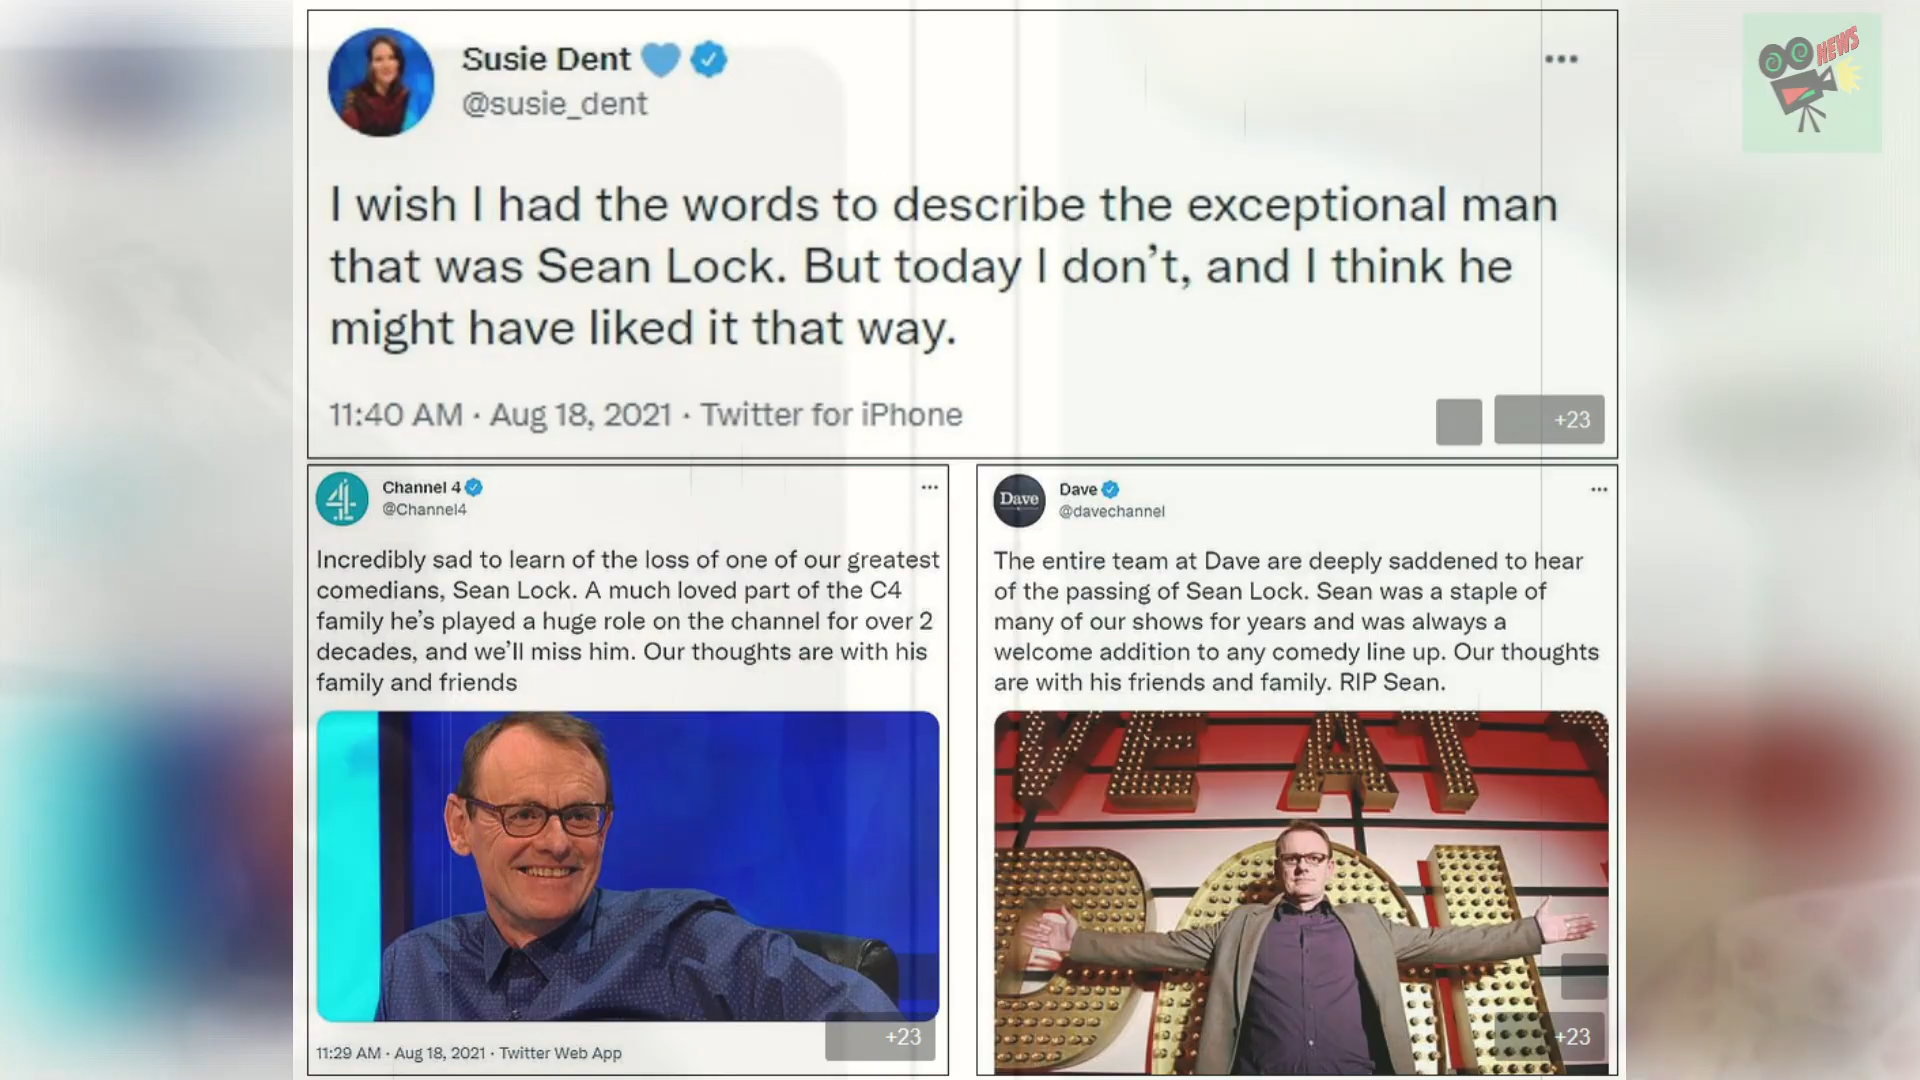 NEWS
Susie Dent
@susie_dent
I wish I had the words to describe the exceptional man
that was Sean Lock. But today I don’t, and I think he
might have liked it that way.
11:40 AM · Aug 18, 2021 · Twitter for iPhone
+23
Channel 4
@Channel4
Incredibly sad to learn of the loss of one of our greatest
comedians, Sean Lock. A much loved part of the C4
family he’s played a huge role on the channel for over 2
decades, and we’ll miss him. Our thoughts are with his
family and friends
+23
11:29 AM · Aug 18, 2021 · Twitter Web App
Dave
Dave
@davechannel
The entire team at Dave are deeply saddened to hear
of the passing of Sean Lock. Sean was a staple of
many of our shows for years and was always a
welcome addition to any comedy line up. Our thoughts
are with his friends and family. RIP Sean.
VE AT
+23